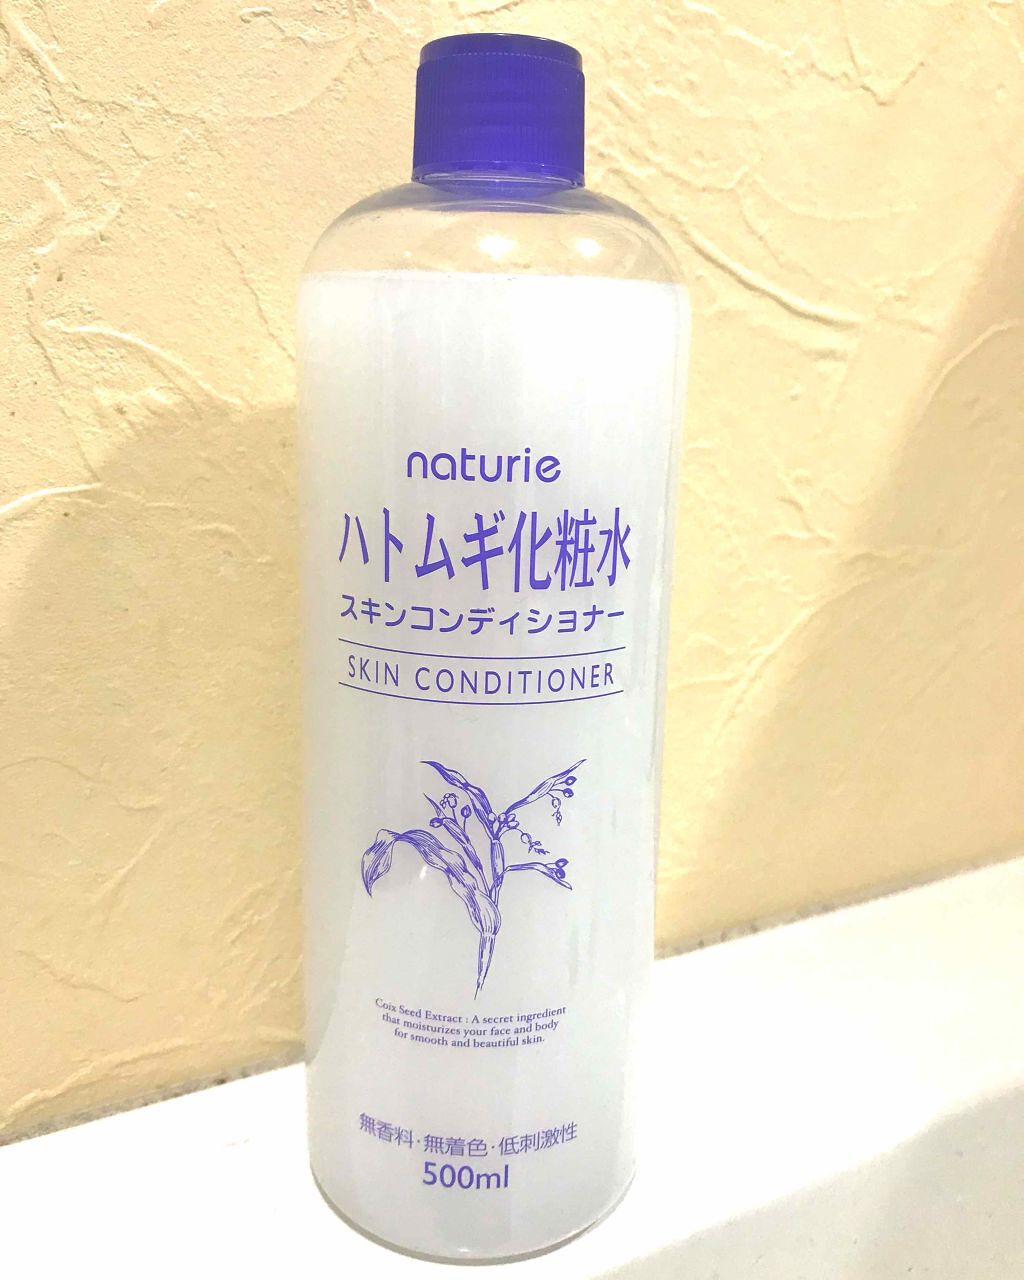 naturie
ハトムギ化粧水
スキンコンディショナー
SKIN CONDITIONER
Coix Seed Extract : A secret ingredient
that moisturizes your face and body
for smooth and beautiful skin.
無香料･無着色･低刺激性
500ml